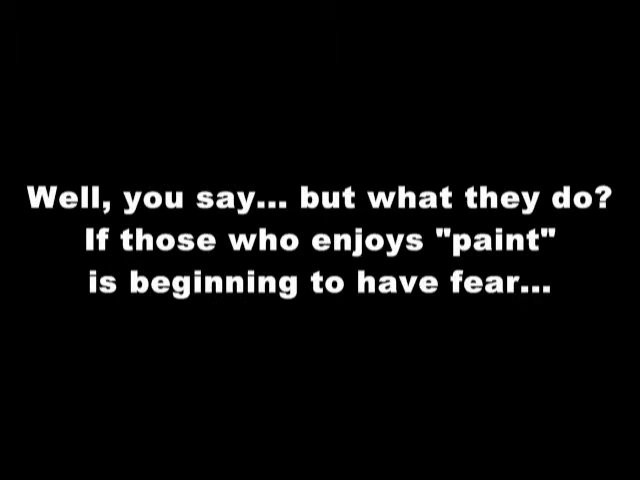 Well, you say... but what they do?
If those who enjoys "paint"
is beginning to have fear...